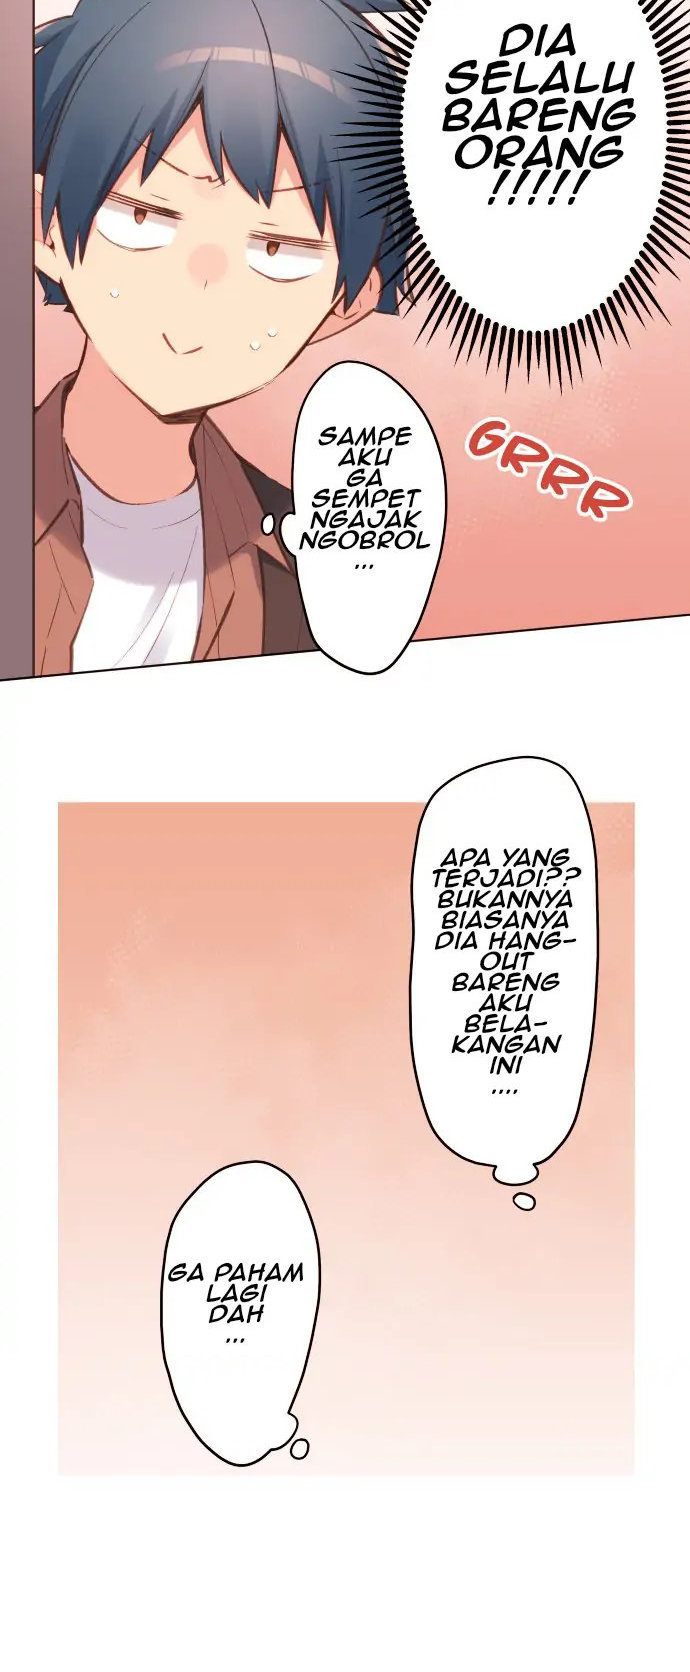 DIA
SELALU
BARENG
ORANG
!!!!!
SAMPE
AKU
GA
SEMPET
NGAJAK
NGOBROL
...
GRRR
APA YANG
TERJADI??
BUKANNYA
BIASANYA
DIA HANG-
OUT
BARENG
AKU
BELA-
KANGAN
INI
....
GA PAHAM
LAGI
DAH
...